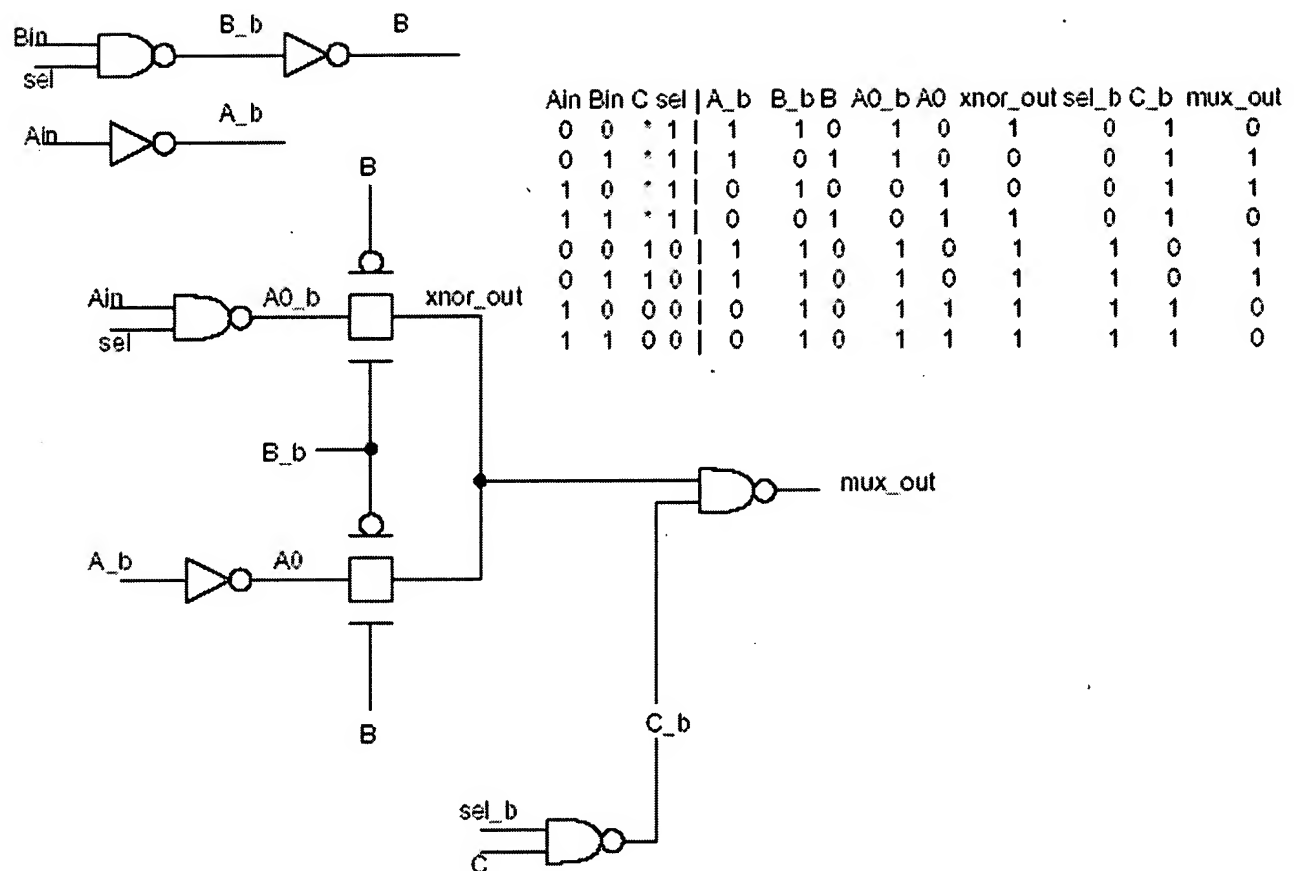 B_b B
Bin
sel
Ain A_b
Ain Bin C sel | A_b B_b B A0_b A0 xnor_out sel_b C_b mux_out
0 0 * 1 | 1 1 0 1 0 1 0 1 0
0 1 * 1 | 1 0 1 1 0 0 0 1 1
1 0 * 1 | 0 1 0 0 1 0 0 1 1
1 1 * 1 | 0 0 1 0 1 1 0 1 0
0 0 1 0 | 1 1 0 1 0 1 1 0 1
0 1 1 0 | 1 1 0 1 0 1 1 0 1
1 0 0 0 | 0 1 0 1 1 1 1 1 0
1 1 0 0 | 0 1 0 1 1 1 1 1 0
B
Ain A0_b xnor_out
sel
B_b
mux_out
A_b A0
B
C_b
sel_b
C